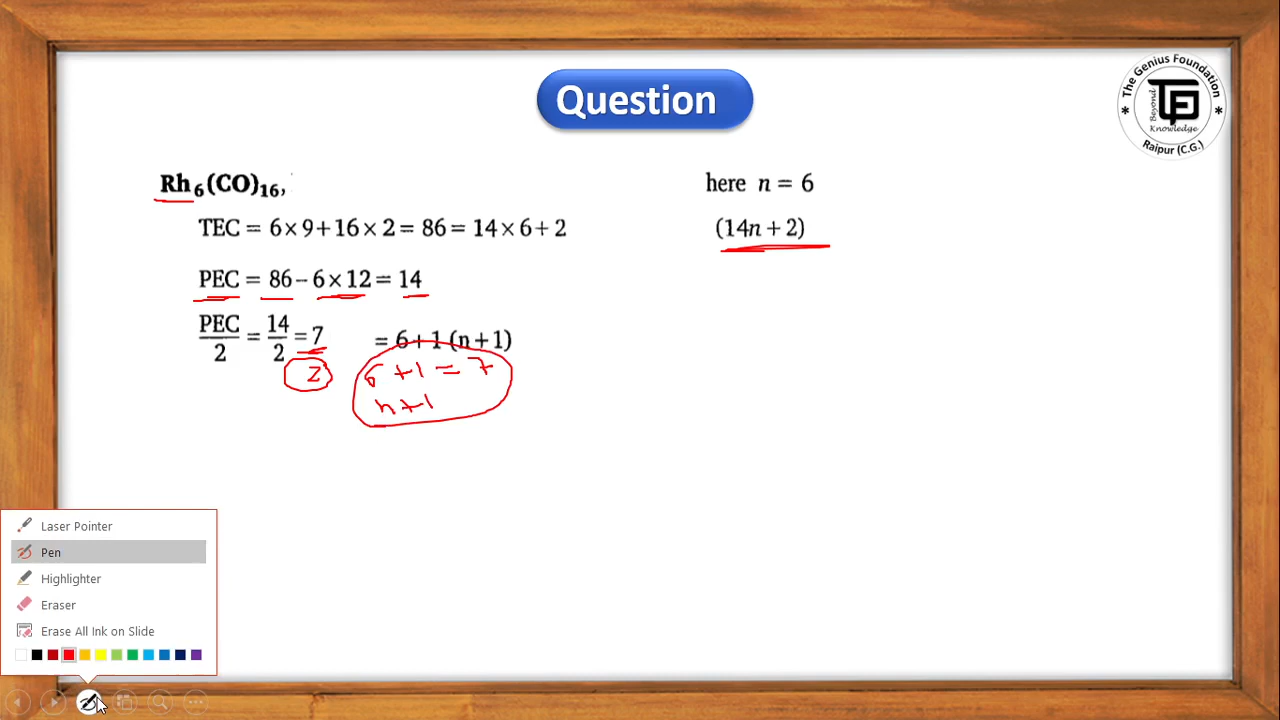 Question
The Genius Foundation
Beyond
Knowledge
Raipur (C.G.)
Rh₆(CO)₁₆,
here n = 6
TEC = 6×9+16×2 = 86 = 14×6+2
(14n+2)
PEC = 86−6×12 = 14
PEC/2 = 14/2 = 7 = 6+1 (n+1)
2
6+1=7
n+1
Laser Pointer
Pen
Highlighter
Eraser
Erase All Ink on Slide